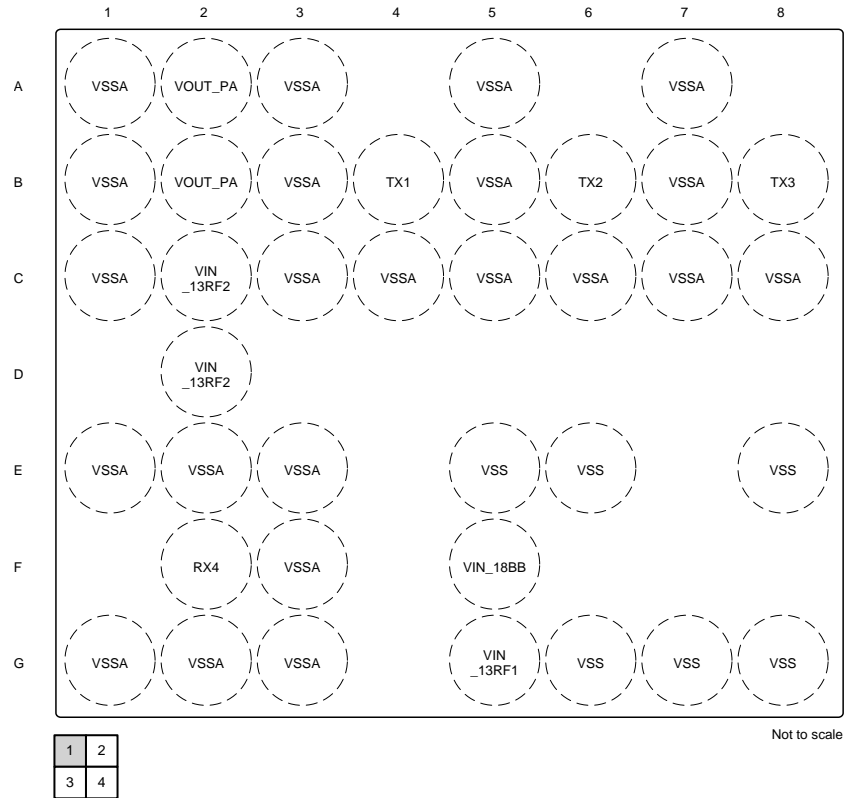 1 2 3 4 5 6 7 8
A VSSA VOUT_PA VSSA VSSA VSSA
B VSSA VOUT_PA VSSA TX1 VSSA TX2 VSSA TX3
C VSSA VIN _13RF2 VSSA VSSA VSSA VSSA VSSA VSSA
D VIN _13RF2
E VSSA VSSA VSSA VSS VSS VSS
F RX4 VSSA VIN_18BB
G VSSA VSSA VSSA VIN _13RF1 VSS VSS VSS
Not to scale
1 2
3 4